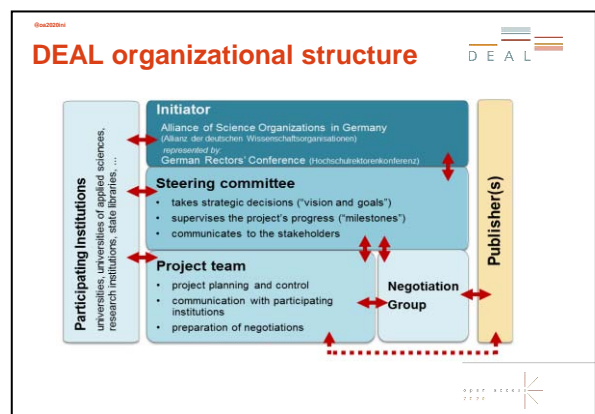 @oa2020ini
DEAL organizational structure
DEAL
Participating Institutions
universities, universities of applied sciences,
research institutions, state libraries, ...
Initiator
Alliance of Science Organizations in Germany
(Allianz der deutschen Wissenschaftsorganisationen)
represented by:
German Rectors' Conference (Hochschulrektorenkonferenz)
Steering committee
• takes strategic decisions ("vision and goals")
• supervises the project's progress ("milestones")
• communicates to the stakeholders
Project team
• project planning and control
• communication with participating
institutions
• preparation of negotiations
Negotiation
Group
Publisher(s)
open access